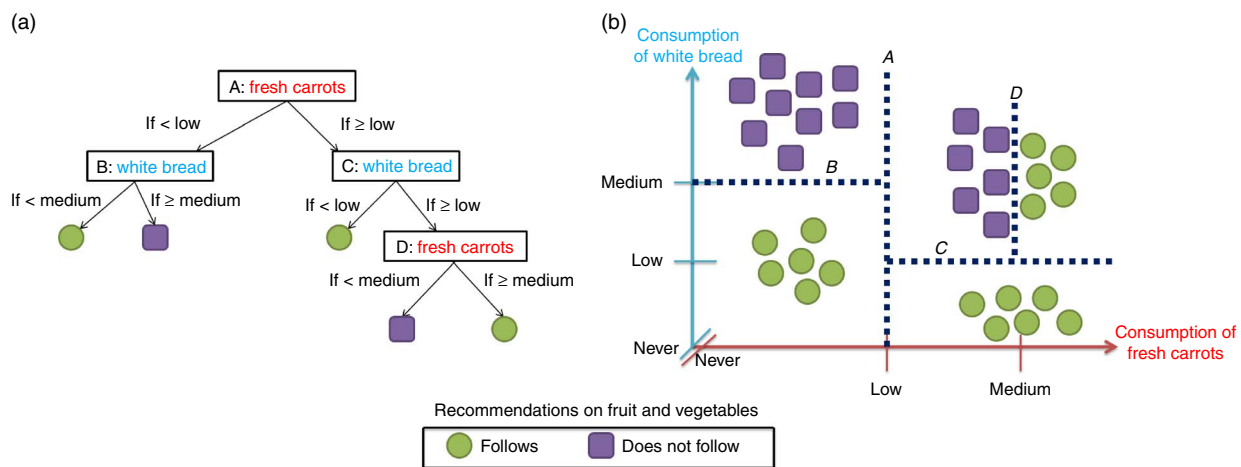 (a)
A: fresh carrots
If < low
If ≥ low
B: white bread
C: white bread
If < medium
If ≥ medium
If < low
If ≥ low
D: fresh carrots
If < medium
If ≥ medium
(b)
Consumption
of white bread
A
D
B
Medium
C
Low
Never
Never
Low
Medium
Consumption of
fresh carrots
Recommendations on fruit and vegetables
Follows
Does not follow